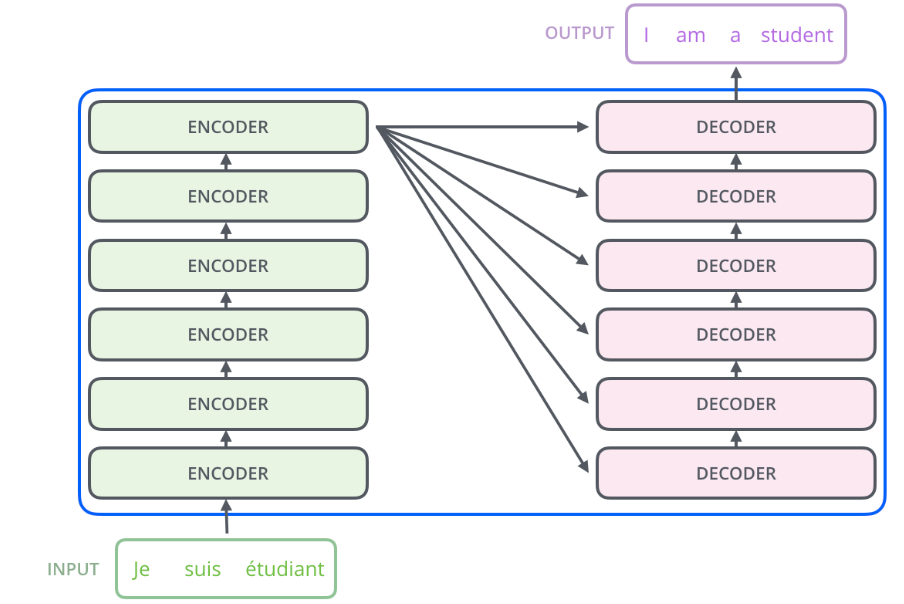 OUTPUT
I am a student
ENCODER
ENCODER
ENCODER
ENCODER
ENCODER
ENCODER
DECODER
DECODER
DECODER
DECODER
DECODER
DECODER
INPUT
Je suis étudiant